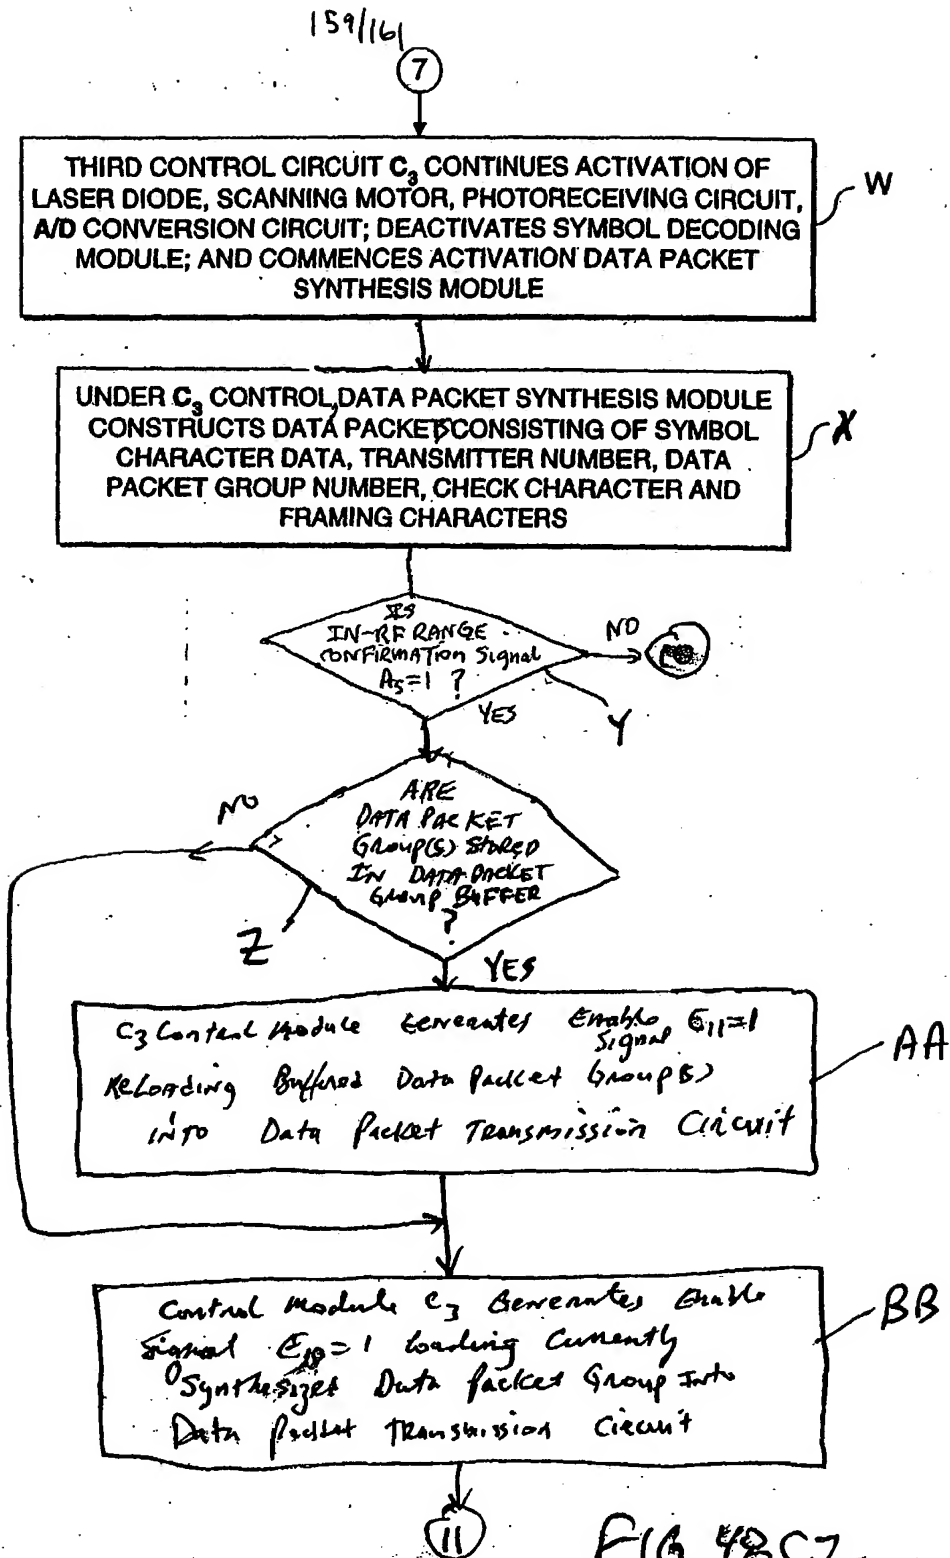 159/161
7
THIRD CONTROL CIRCUIT C3 CONTINUES ACTIVATION OF
LASER DIODE, SCANNING MOTOR, PHOTORECEIVING CIRCUIT,
A/D CONVERSION CIRCUIT; DEACTIVATES SYMBOL DECODING
MODULE; AND COMMENCES ACTIVATION DATA PACKET
SYNTHESIS MODULE
W
UNDER C3 CONTROL, DATA PACKET SYNTHESIS MODULE
CONSTRUCTS DATA PACKETS CONSISTING OF SYMBOL
CHARACTER DATA, TRANSMITTER NUMBER, DATA
PACKET GROUP NUMBER, CHECK CHARACTER AND
FRAMING CHARACTERS
X
IS
IN-RF RANGE
CONFIRMATION Signal
A5=1 ?
NO
YES
Y
ARE
DATA PACKET
GROUP(S) STORED
IN DATA PACKET
GROUP BUFFER
?
NO
Z
YES
C3 Control Module Generates Enable Signal E11=1
ReLoading Buffered Data Packet Group(s)
INTO Data Packet Transmission Circuit
AA
Control Module C3 Generates Enable
Signal = 1 Loading Currently
Synthesized Data Packet Group Into
Data Packet Transmission Circuit
BB
11
FIG. 48C7